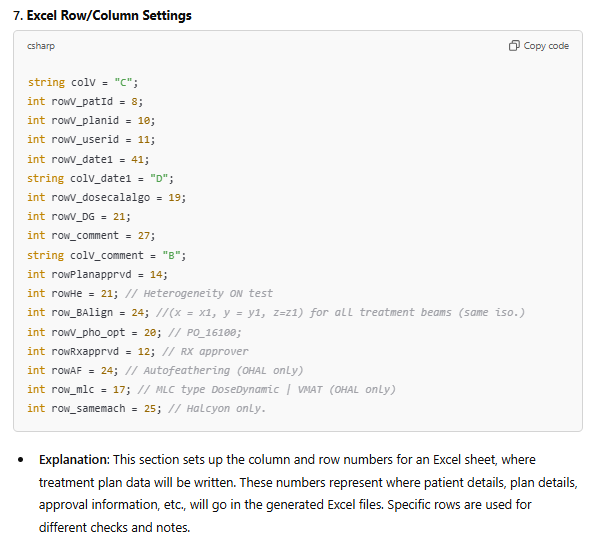 7. Excel Row/Column Settings
csharp
Copy code
string colV = "C";
int rowV_patId = 8;
int rowV_planid = 10;
int rowV_userid = 11;
int rowV_date1 = 41;
string colV_date1 = "D";
int rowV_dosecalalgo = 19;
int rowV_DG = 21;
int row_comment = 27;
string colV_comment = "B";
int rowPlanapprvd = 14;
int rowHe = 21; // Heterogeneity ON test
int row_BAlign = 24; //(x = x1, y = y1, z=z1) for all treatment beams (same iso.)
int rowV_pho_opt = 20; // PO_16100;
int rowRxapprvd = 12; // RX approver
int rowAF = 24; // Autofeathering (OHAL only)
int row_mlc = 17; // MLC type DoseDynamic | VMAT (OHAL only)
int row_samemach = 25; // Halcyon only.
• Explanation: This section sets up the column and row numbers for an Excel sheet, where
treatment plan data will be written. These numbers represent where patient details, plan details,
approval information, etc., will go in the generated Excel files. Specific rows are used for
different checks and notes.